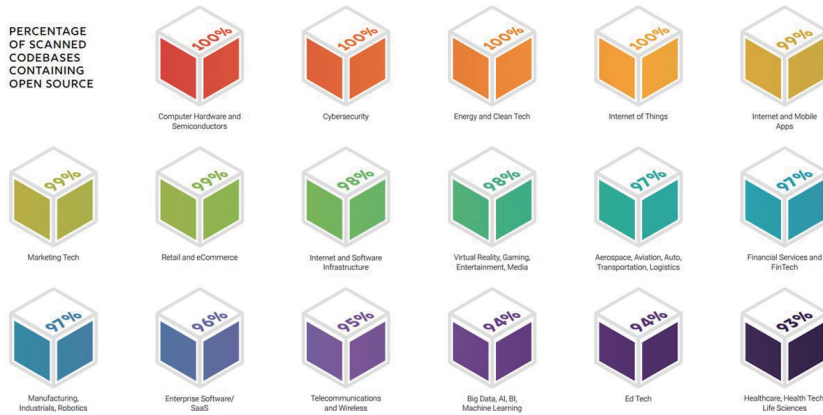 PERCENTAGE
OF SCANNED
CODEBASES
CONTAINING
OPEN SOURCE
100%
Computer Hardware and
Semiconductors
100%
Cybersecurity
100%
Energy and Clean Tech
100%
Internet of Things
99%
Internet and Mobile
Apps
99%
Marketing Tech
99%
Retail and eCommerce
98%
Internet and Software
Infrastructure
98%
Virtual Reality, Gaming,
Entertainment, Media
97%
Aerospace, Aviation, Auto,
Transportation, Logistics
97%
Financial Services and
FinTech
97%
Manufacturing,
Industrials, Robotics
96%
Enterprise Software/
SaaS
95%
Telecommunications
and Wireless
94%
Big Data, AI, BI,
Machine Learning
94%
Ed Tech
93%
Healthcare, Health Tech
Life Sciences